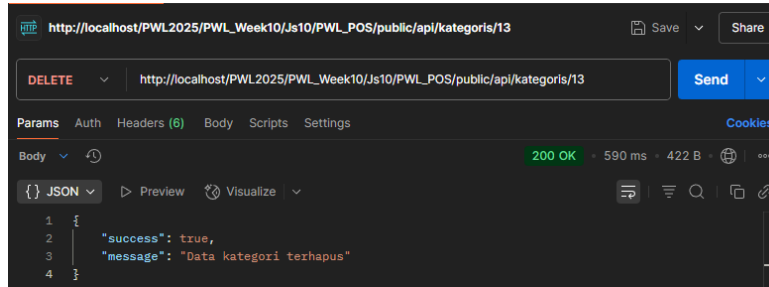 HTTP http://localhost/PWL2025/PWL_Week10/Js10/PWL_POS/public/api/kategoris/13 Save Share
DELETE http://localhost/PWL2025/PWL_Week10/Js10/PWL_POS/public/api/kategoris/13 Send
Params Auth Headers (6) Body Scripts Settings Cookies
Body 200 OK • 590 ms • 422 B
{} JSON Preview Visualize
1 {
2 "success": true,
3 "message": "Data kategori terhapus"
4 }